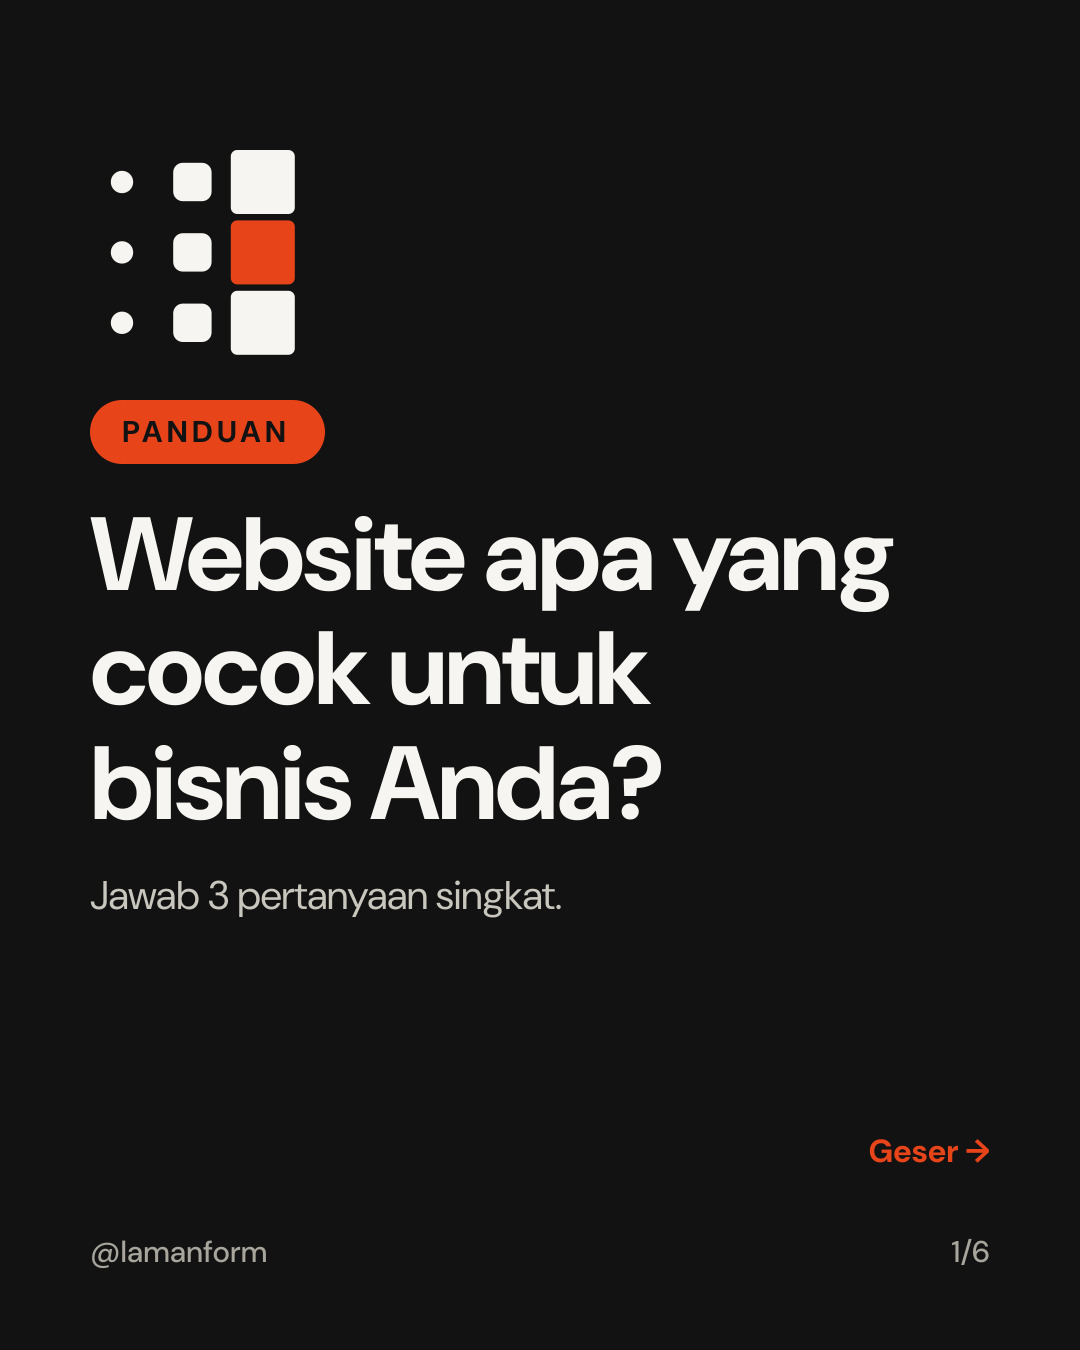 PANDUAN
Website apa yang
cocok untuk
bisnis Anda?
Jawab 3 pertanyaan singkat.
Geser →
@lamanform
1/6